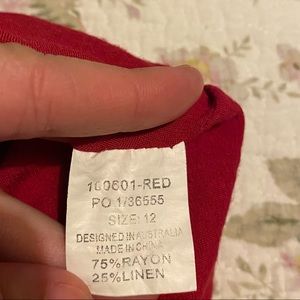 100601-RED
PO 1/36555
SIZE: 12
DESIGNED IN AUSTRALIA
MADE IN CHINA
75%RAYON
25%LINEN